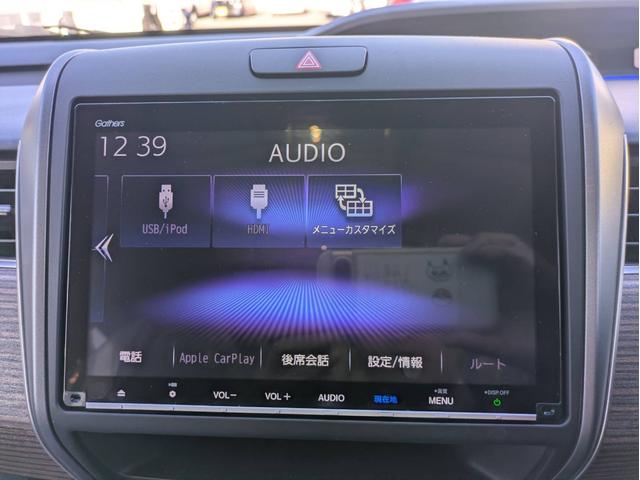 Gathers
12 39
AUDIO
USB/iPod HDMI メニューカスタマイズ
電話 Apple CarPlay 後席会話 設定/情報 ルート
VOL− VOL＋ AUDIO 現在地 MENU
画質 DISP.OFF